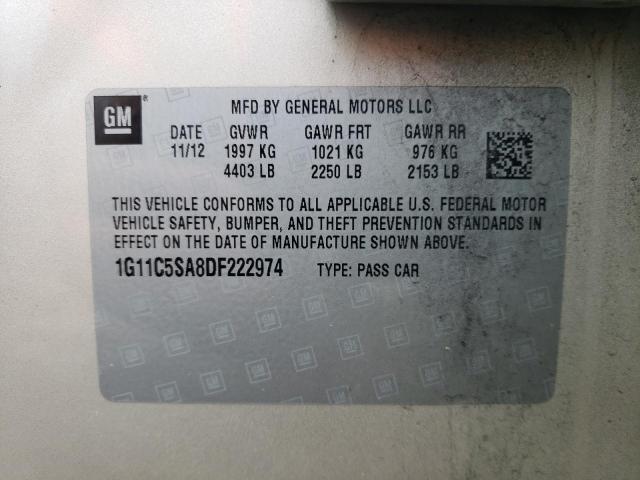 GM ®
MFD BY GENERAL MOTORS LLC
DATE GVWR GAWR FRT GAWR RR
11/12 1997 KG 1021 KG 976 KG
4403 LB 2250 LB 2153 LB
THIS VEHICLE CONFORMS TO ALL APPLICABLE U.S. FEDERAL MOTOR
VEHICLE SAFETY, BUMPER, AND THEFT PREVENTION STANDARDS IN
EFFECT ON THE DATE OF MANUFACTURE SHOWN ABOVE.
1G11C5SA8DF222974 TYPE: PASS CAR